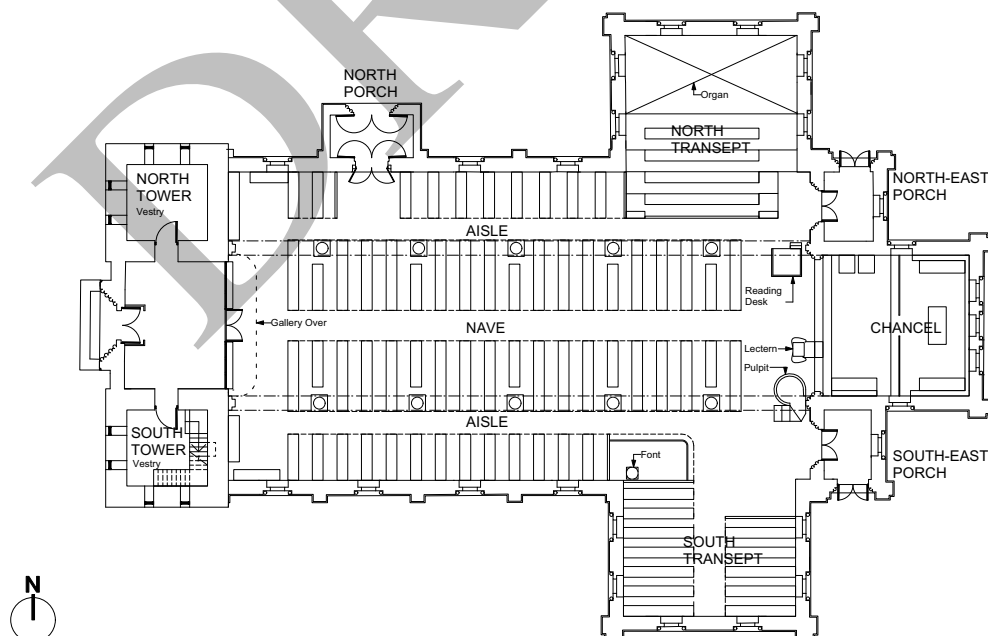 DR
NORTH
PORCH
Organ
NORTH
TRANSEPT
NORTH
TOWER
Vestry
NORTH-EAST
PORCH
AISLE
Reading
Desk
Gallery Over
NAVE
CHANCEL
Lectern
Pulpit
AISLE
SOUTH
TOWER
Vestry
Font
SOUTH-EAST
PORCH
SOUTH
TRANSEPT
N